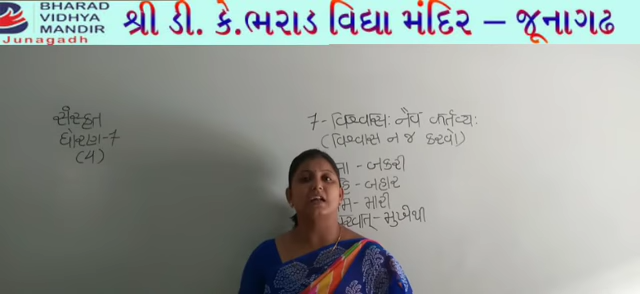 BHARAD
VIDHYA
MANDIR
Junagadh
શ્રી ડી. કે.ભરાડ વિદ્યા મંદિર – જૂનાગઢ
સંસ્કૃત
ધોરણ-7
(4)
7- વિશ્વાસઃ નૈવ કર્તવ્યઃ
(વિશ્વાસ ન જ કરવો)
- બકરી
- બહાર
- મારી
- મુખેથી